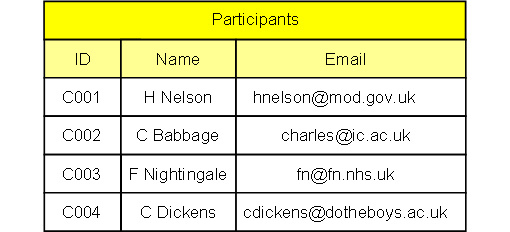 Participants
ID Name Email
C001 H Nelson hnelson@mod.gov.uk
C002 C Babbage charles@ic.ac.uk
C003 F Nightingale fn@fn.nhs.uk
C004 C Dickens cdickens@dotheboys.ac.uk